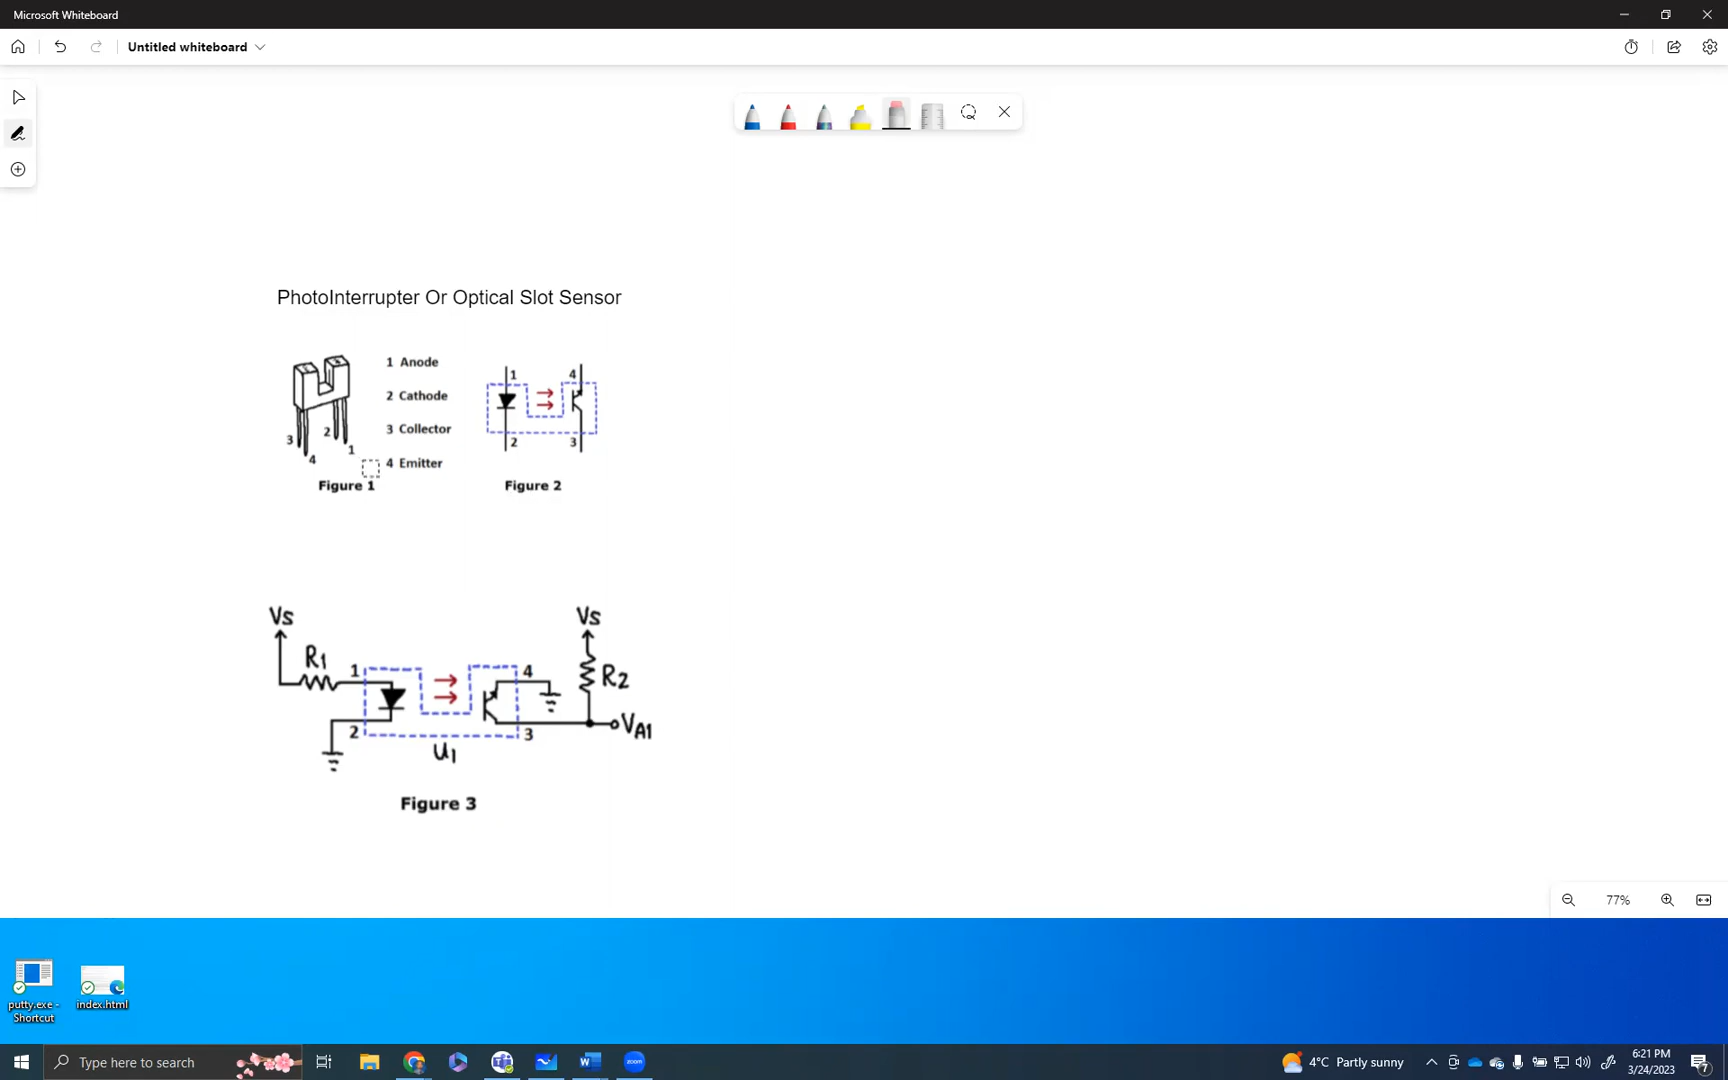 Microsoft Whiteboard
Untitled whiteboard
PhotoInterrupter Or Optical Slot Sensor
1 Anode
2 Cathode
3 Collector
4 Emitter
3
2
4
1
Figure 1
1
4
2
3
Figure 2
Vs
Vs
R1
1
4
R2
2
3
VA1
U1
Figure 3
77%
putty.exe -
Shortcut
index.html
Type here to search
zoom
4°C Partly sunny
6:21 PM
3/24/2023
7